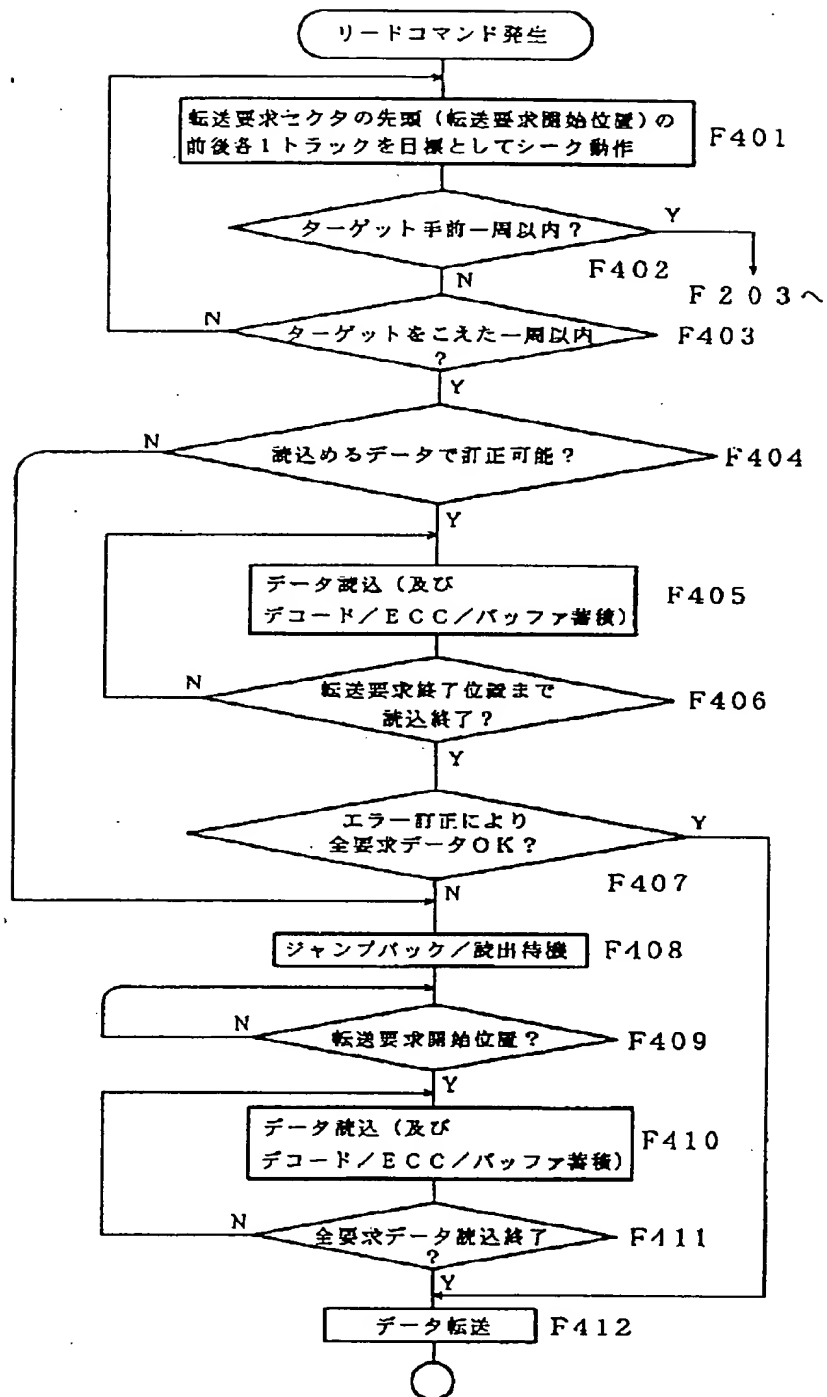 リードコマンド発生
転送要求セクタの先頭(転送要求開始位置)の
前後各1トラックを目標としてシーク動作
F401
ターゲット手前一周以内?
Y
F402
N
F203へ
ターゲットをこえた一周以内
?
N
F403
Y
読込めるデータで訂正可能?
N
F404
Y
データ読込(及び
デコード/ECC/バッファ蓄積)
F405
転送要求終了位置まで
読込終了?
N
F406
Y
エラー訂正により
全要求データOK?
Y
F407
N
ジャンプバック/読出待機
F408
転送要求開始位置?
N
F409
Y
データ読込(及び
デコード/ECC/バッファ蓄積)
F410
全要求データ読込終了
?
N
F411
Y
データ転送
F412